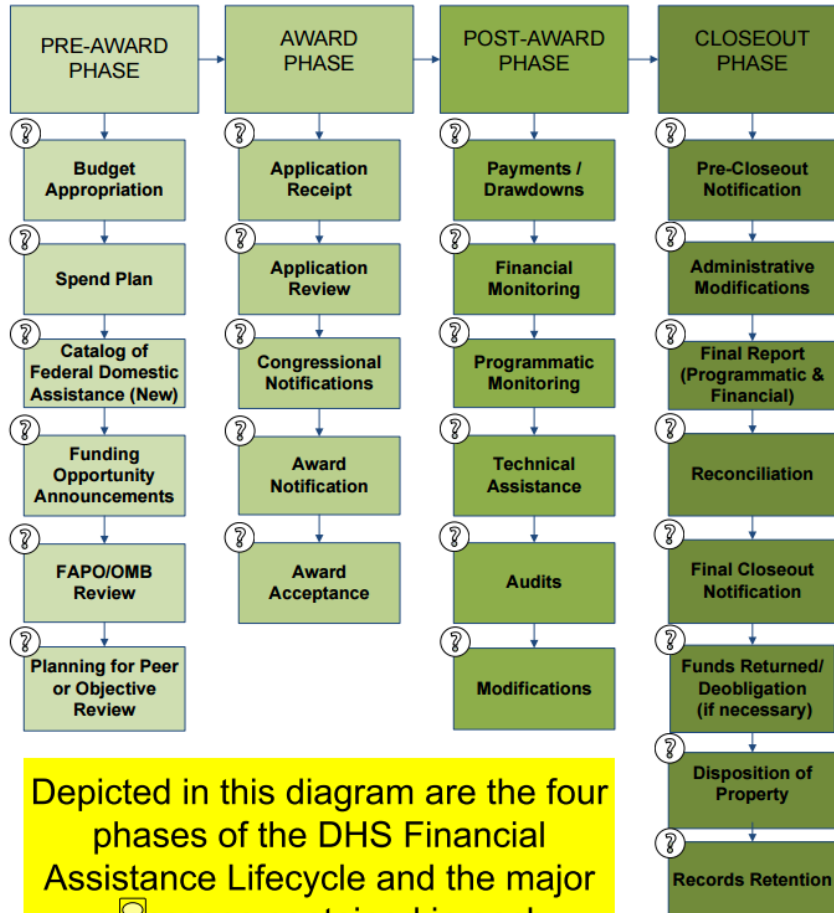 PRE-AWARD
PHASE
?
Budget
Appropriation
?
Spend Plan
?
Catalog of
Federal Domestic
Assistance (New)
?
Funding
Opportunity
Announcements
?
FAPO/OMB
Review
?
Planning for Peer
or Objective
Review
AWARD
PHASE
?
Application
Receipt
?
Application
Review
?
Congressional
Notifications
?
Award
Notification
?
Award
Acceptance
POST-AWARD
PHASE
?
Payments /
Drawdowns
?
Financial
Monitoring
?
Programmatic
Monitoring
?
Technical
Assistance
?
Audits
?
Modifications
CLOSEOUT
PHASE
?
Pre-Closeout
Notification
?
Administrative
Modifications
?
Final Report
(Programmatic &
Financial)
?
Reconciliation
?
Final Closeout
Notification
?
Funds Returned/
Deobligation
(if necessary)
?
Disposition of
Property
?
Records Retention
Depicted in this diagram are the four
phases of the DHS Financial
Assistance Lifecycle and the major